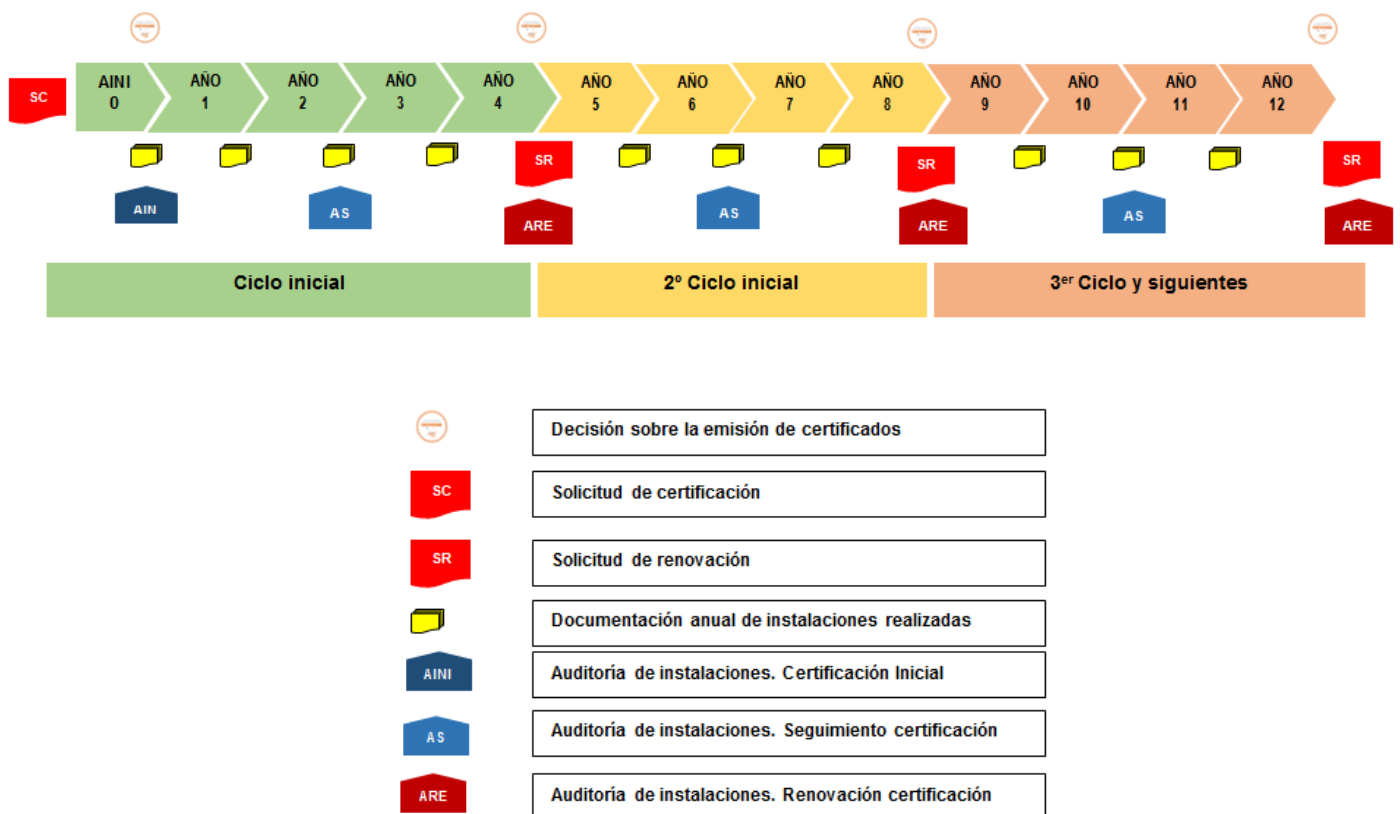 SC
AINI
0
AÑO
1
AÑO
2
AÑO
3
AÑO
4
AÑO
5
AÑO
6
AÑO
7
AÑO
8
AÑO
9
AÑO
10
AÑO
11
AÑO
12
SR
SR
SR
AIN
AS
ARE
AS
ARE
AS
ARE
Ciclo inicial
2º Ciclo inicial
3er Ciclo y siguientes
Decisión sobre la emisión de certificados
SC
Solicitud de certificación
SR
Solicitud de renovación
Documentación anual de instalaciones realizadas
AINI
Auditoría de instalaciones. Certificación Inicial
AS
Auditoría de instalaciones. Seguimiento certificación
ARE
Auditoría de instalaciones. Renovación certificación